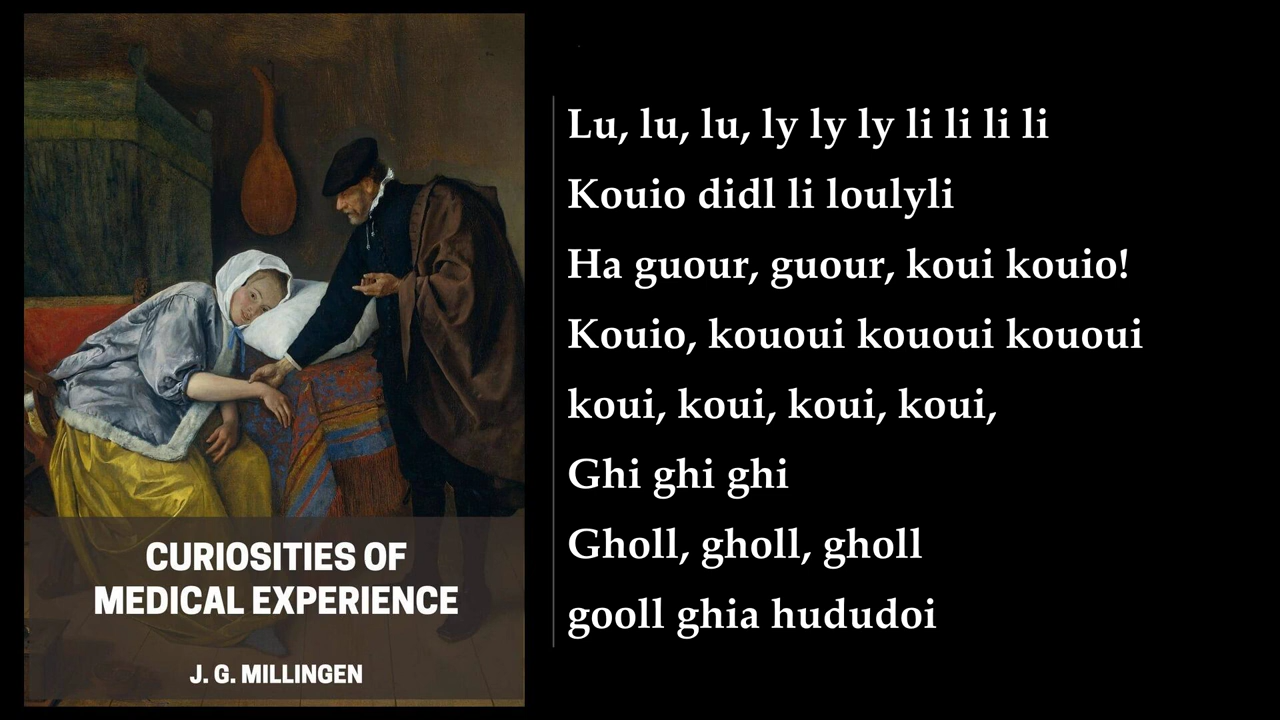 CURIOSITIES OF
MEDICAL EXPERIENCE
J. G. MILLINGEN
Lu, lu, lu, ly ly ly li li li li
Kouio didl li loulyli
Ha guour, guour, koui kouio!
Kouio, kououi kououi kououi
koui, koui, koui, koui,
Ghi ghi ghi
Gholl, gholl, gholl
gooll ghia hududoi